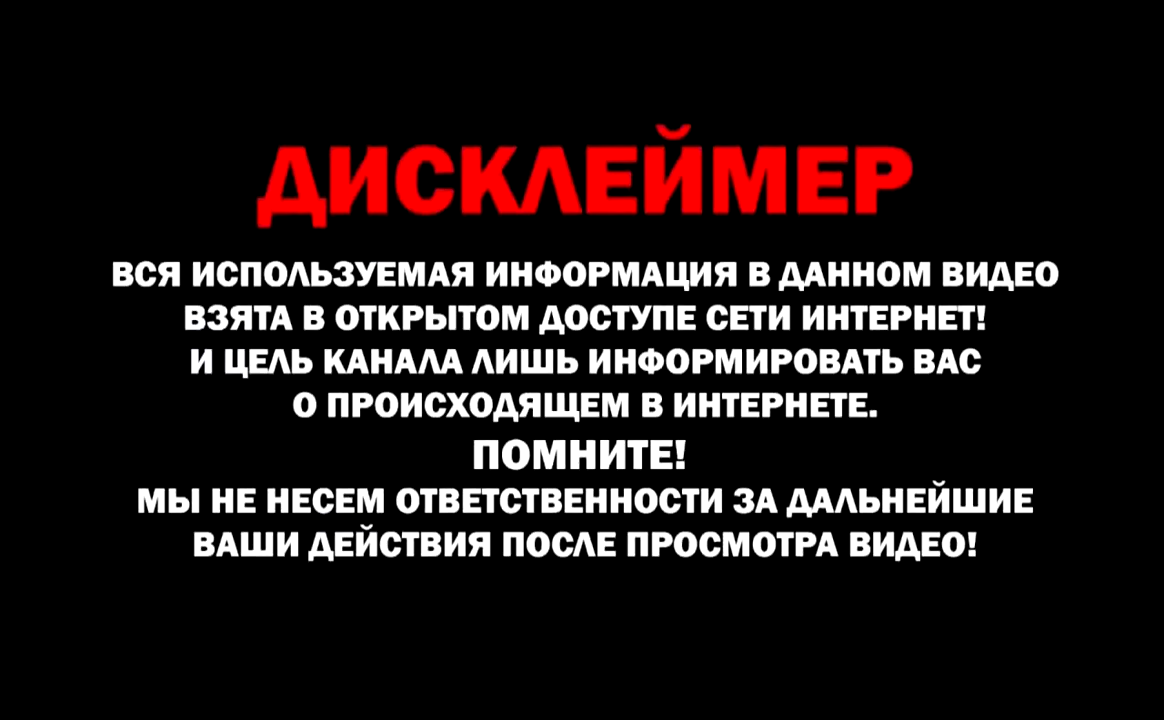 ДИСКЛЕЙМЕР
ВСЯ ИСПОЛЬЗУЕМАЯ ИНФОРМАЦИЯ В ДАННОМ ВИДЕО
ВЗЯТА В ОТКРЫТОМ ДОСТУПЕ СЕТИ ИНТЕРНЕТ!
И ЦЕЛЬ КАНАЛА ЛИШЬ ИНФОРМИРОВАТЬ ВАС
О ПРОИСХОДЯЩЕМ В ИНТЕРНЕТЕ.
ПОМНИТЕ!
МЫ НЕ НЕСЕМ ОТВЕТСТВЕННОСТИ ЗА ДАЛЬНЕЙШИЕ
ВАШИ ДЕЙСТВИЯ ПОСЛЕ ПРОСМОТРА ВИДЕО!